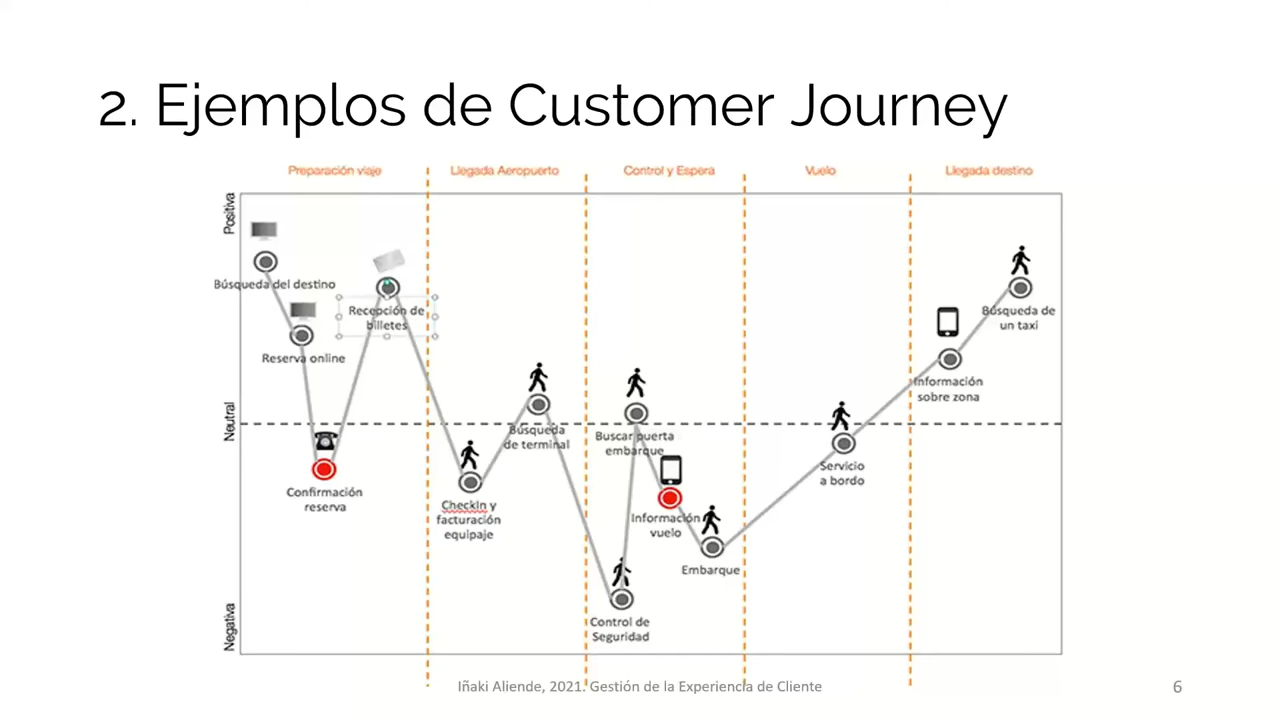 2. Ejemplos de Customer Journey
Preparación viaje
Llegada Aeropuerto
Control y Espera
Vuelo
Llegada destino
Positiva
Neutral
Negativa
Búsqueda del destino
Reserva online
Confirmación
reserva
Recepción de
billetes
CheckIn y
facturación
equipaje
Búsqueda
de terminal
Control de
Seguridad
Buscar puerta
embarque
Información
vuelo
Embarque
Servicio
a bordo
Información
sobre zona
Búsqueda de
un taxi
Iñaki Aliende, 2021. Gestión de la Experiencia de Cliente
6